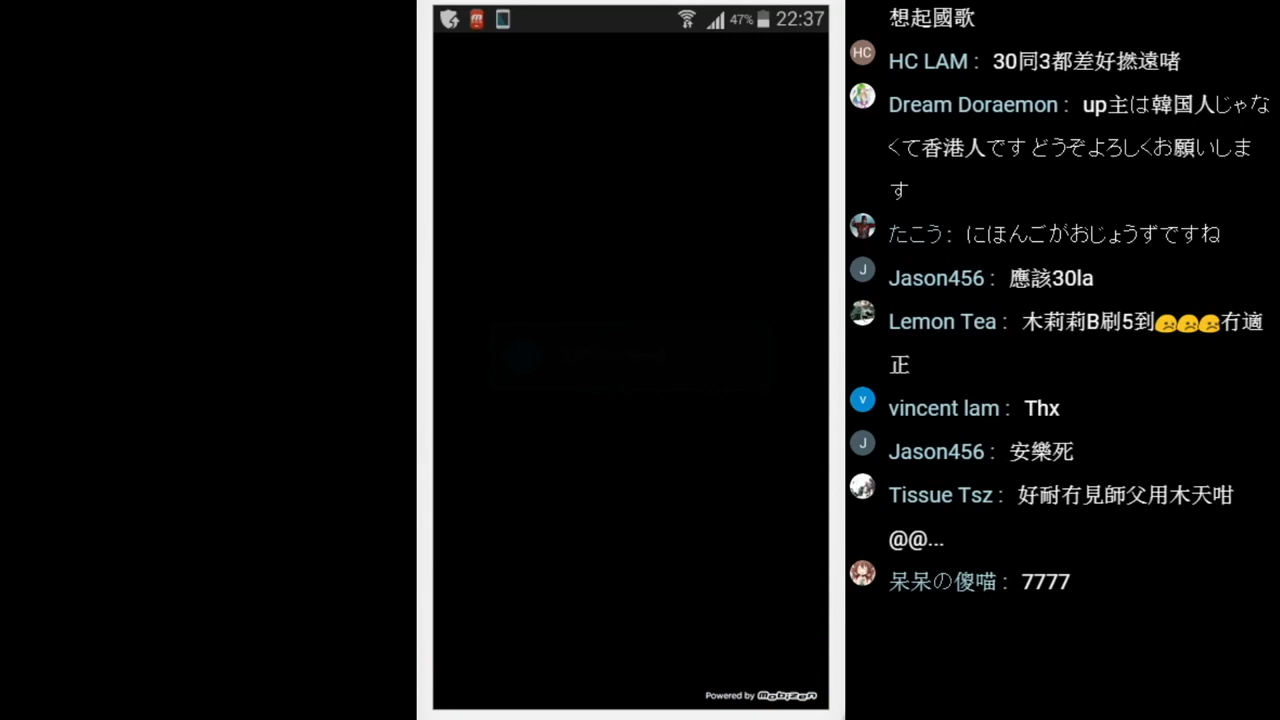 47% 22:37
Powered by Mobizen
想起國歌
HC
HC LAM : 30同3都差好撚遠啫
Dream Doraemon : up主は韓国人じゃな
くて香港人です どうぞよろしくお願いしま
す
たこう : にほんごがおじょうずですね
J
Jason456 : 應該30la
Lemon Tea : 木莉莉B刷5到😞😞😞冇適
正
v
vincent lam : Thx
J
Jason456 : 安樂死
Tissue Tsz : 好耐冇見師父用木天咁
@@...
呆呆の傻喵 : 7777